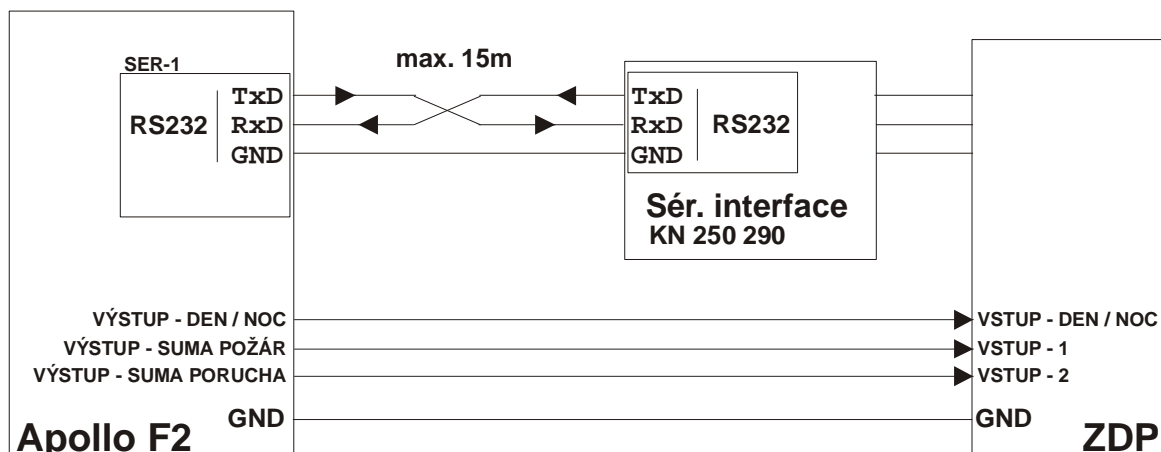 SER-1
max. 15m
RS232
TxD
RxD
GND
TxD
RxD
GND
RS232
Sér. interface
KN 250 290
VÝSTUP - DEN / NOC
VÝSTUP - SUMA POŽÁR
VÝSTUP - SUMA PORUCHA
GND
Apollo F2
VSTUP - DEN / NOC
VSTUP - 1
VSTUP - 2
GND
ZDP